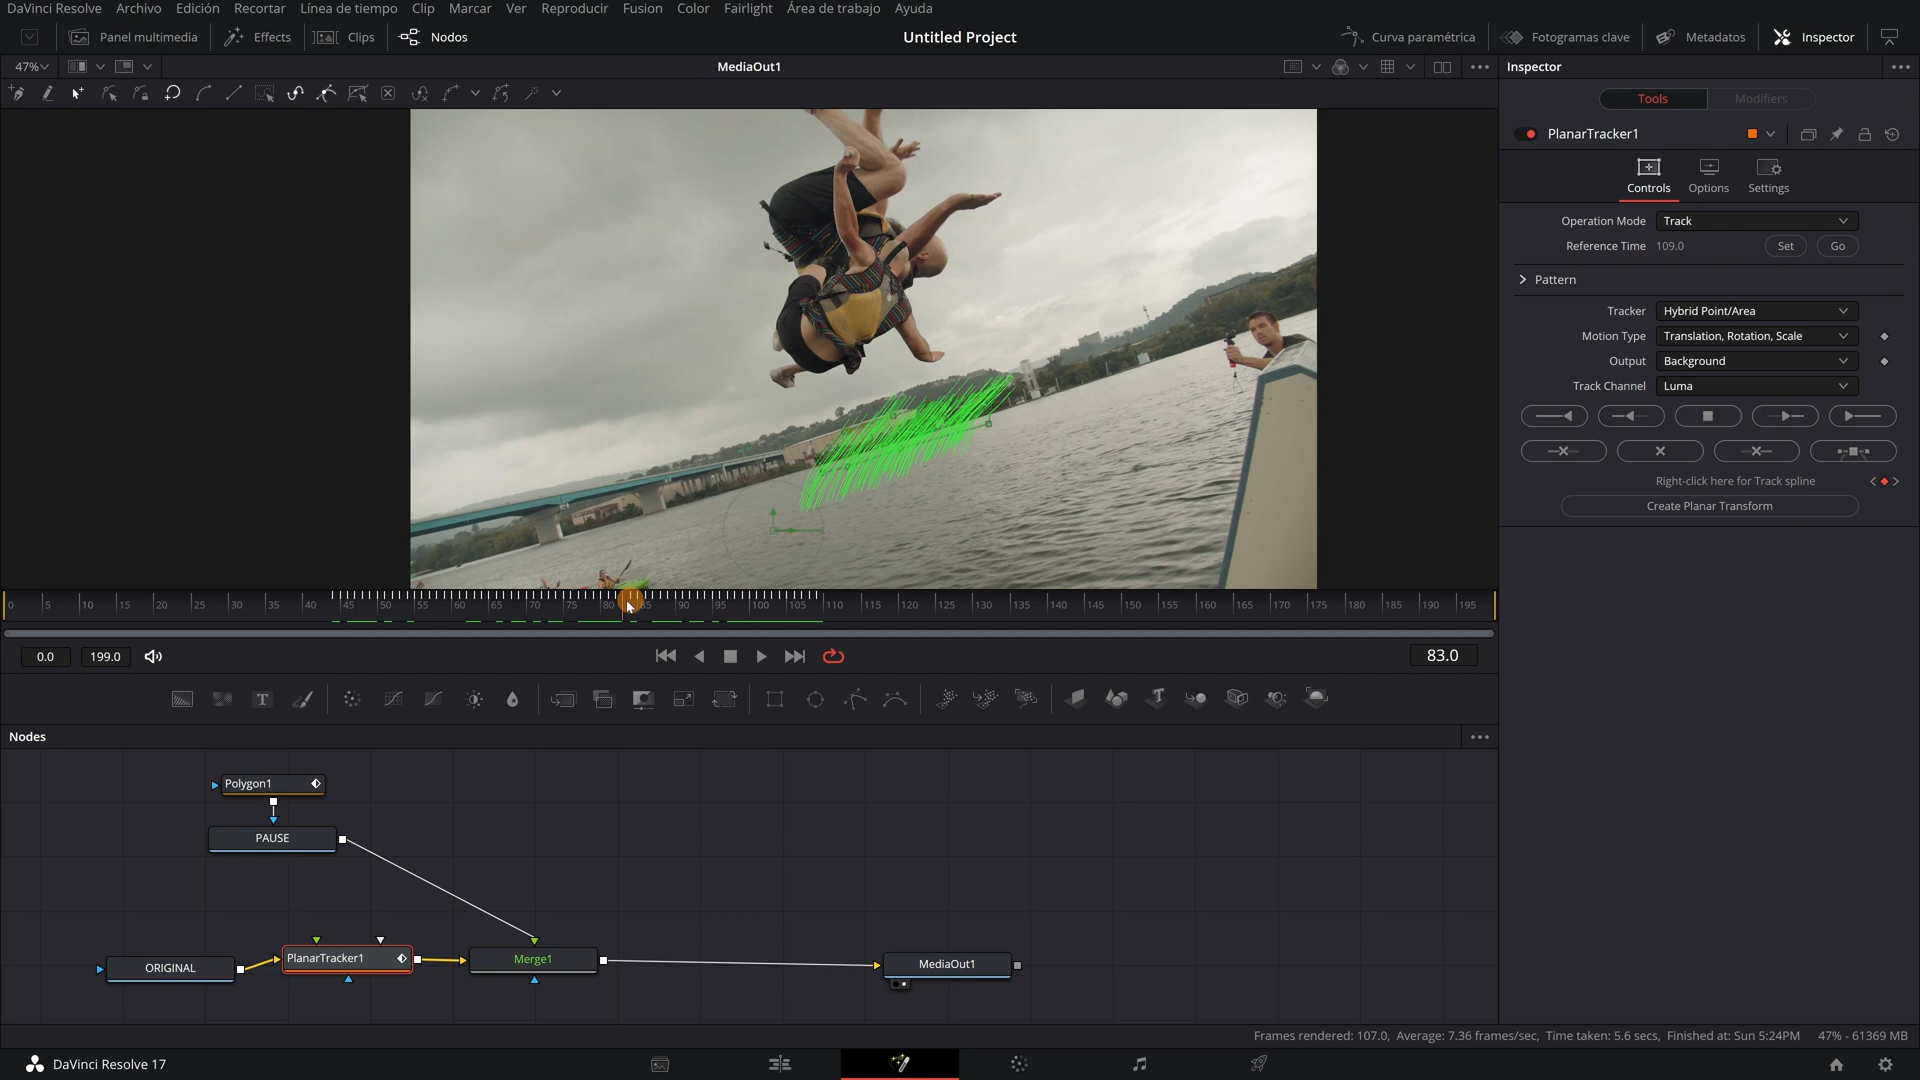 DaVinci Resolve Archivo Edición Recortar Línea de tiempo Clip Marcar Ver Reproducir Fusion Color Fairlight Área de trabajo Ayuda
Panel multimedia Effects Clips Nodos Untitled Project Curva paramétrica Fotogramas clave Metadatos Inspector
47% MediaOut1 Inspector
Tools Modifiers
PlanarTracker1
Controls Options Settings
Operation Mode Track
Reference Time 109.0 Set Go
Pattern
Tracker Hybrid Point/Area
Motion Type Translation, Rotation, Scale
Output Background
Track Channel Luma
Right-click here for Track spline
Create Planar Transform
0 5 10 15 20 25 30 35 40 45 50 55 60 65 70 75 80 85 90 95 100 105 110 115 120 125 130 135 140 145 150 155 160 165 170 175 180 185 190 195
0.0 199.0 83.0
Nodes
Polygon1
PAUSE
ORIGINAL PlanarTracker1 Merge1 MediaOut1
Frames rendered: 107.0, Average: 7.36 frames/sec, Time taken: 5.6 secs, Finished at: Sun 5:24PM 47% - 61369 MB
DaVinci Resolve 17